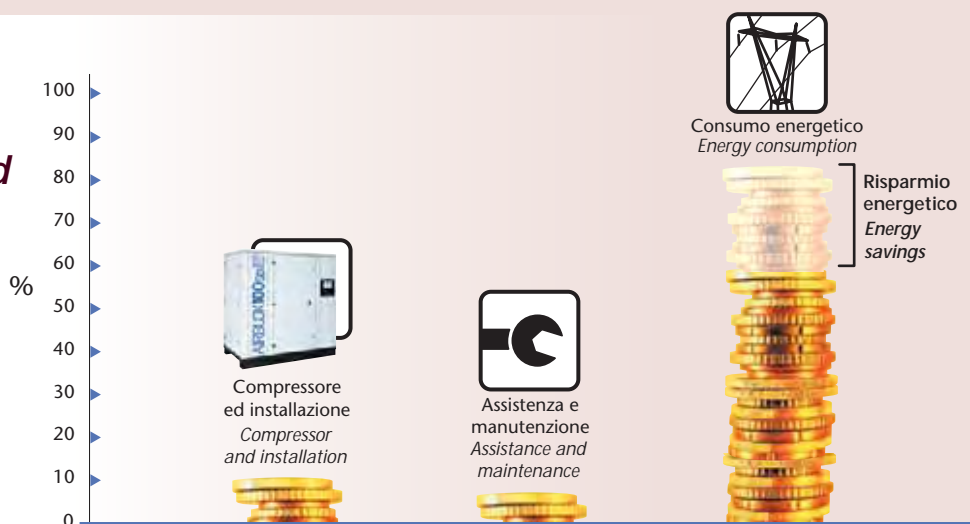 100
90
80
70
60
50
40
30
20
10
0
%
d
Consumo energetico
Energy consumption
Risparmio
energetico
Energy
savings
Compressore
ed installazione
Compressor
and installation
Assistenza e
manutenzione
Assistance and
maintenance